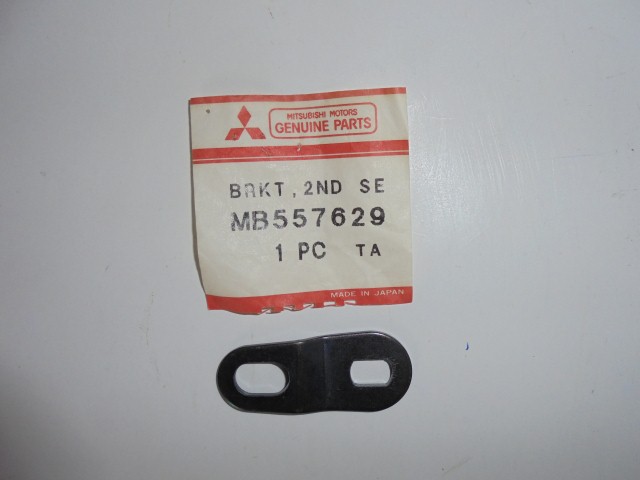 MITSUBISHI MOTORS
GENUINE PARTS
BRKT, 2ND SE
MB557629
1 PC TA
MADE IN JAPAN